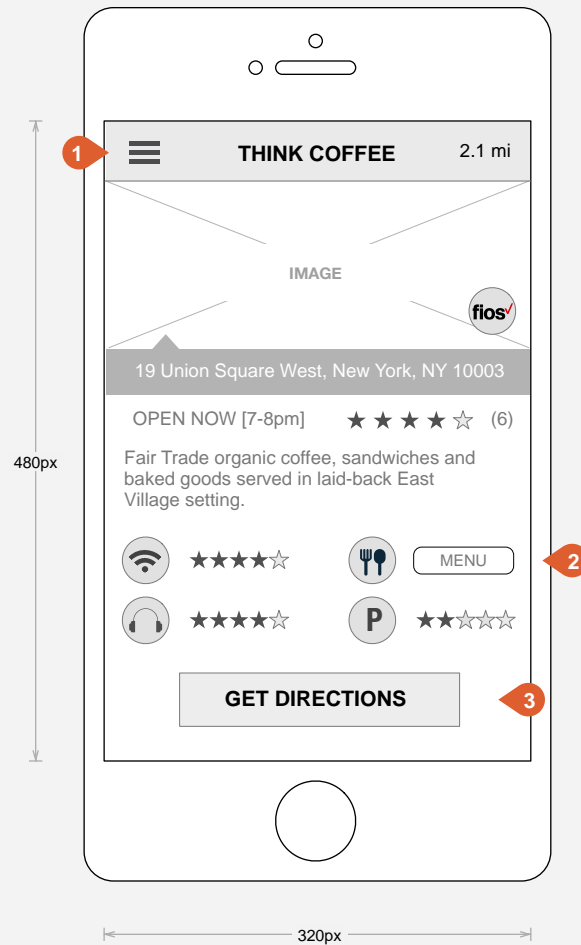 1
THINK COFFEE
2.1 mi
IMAGE
fios
19 Union Square West, New York, NY 10003
OPEN NOW [7-8pm]
(6)
480px
Fair Trade organic coffee, sandwiches and
baked goods served in laid-back East
Village setting.
MENU
2
P
GET DIRECTIONS
3
320px